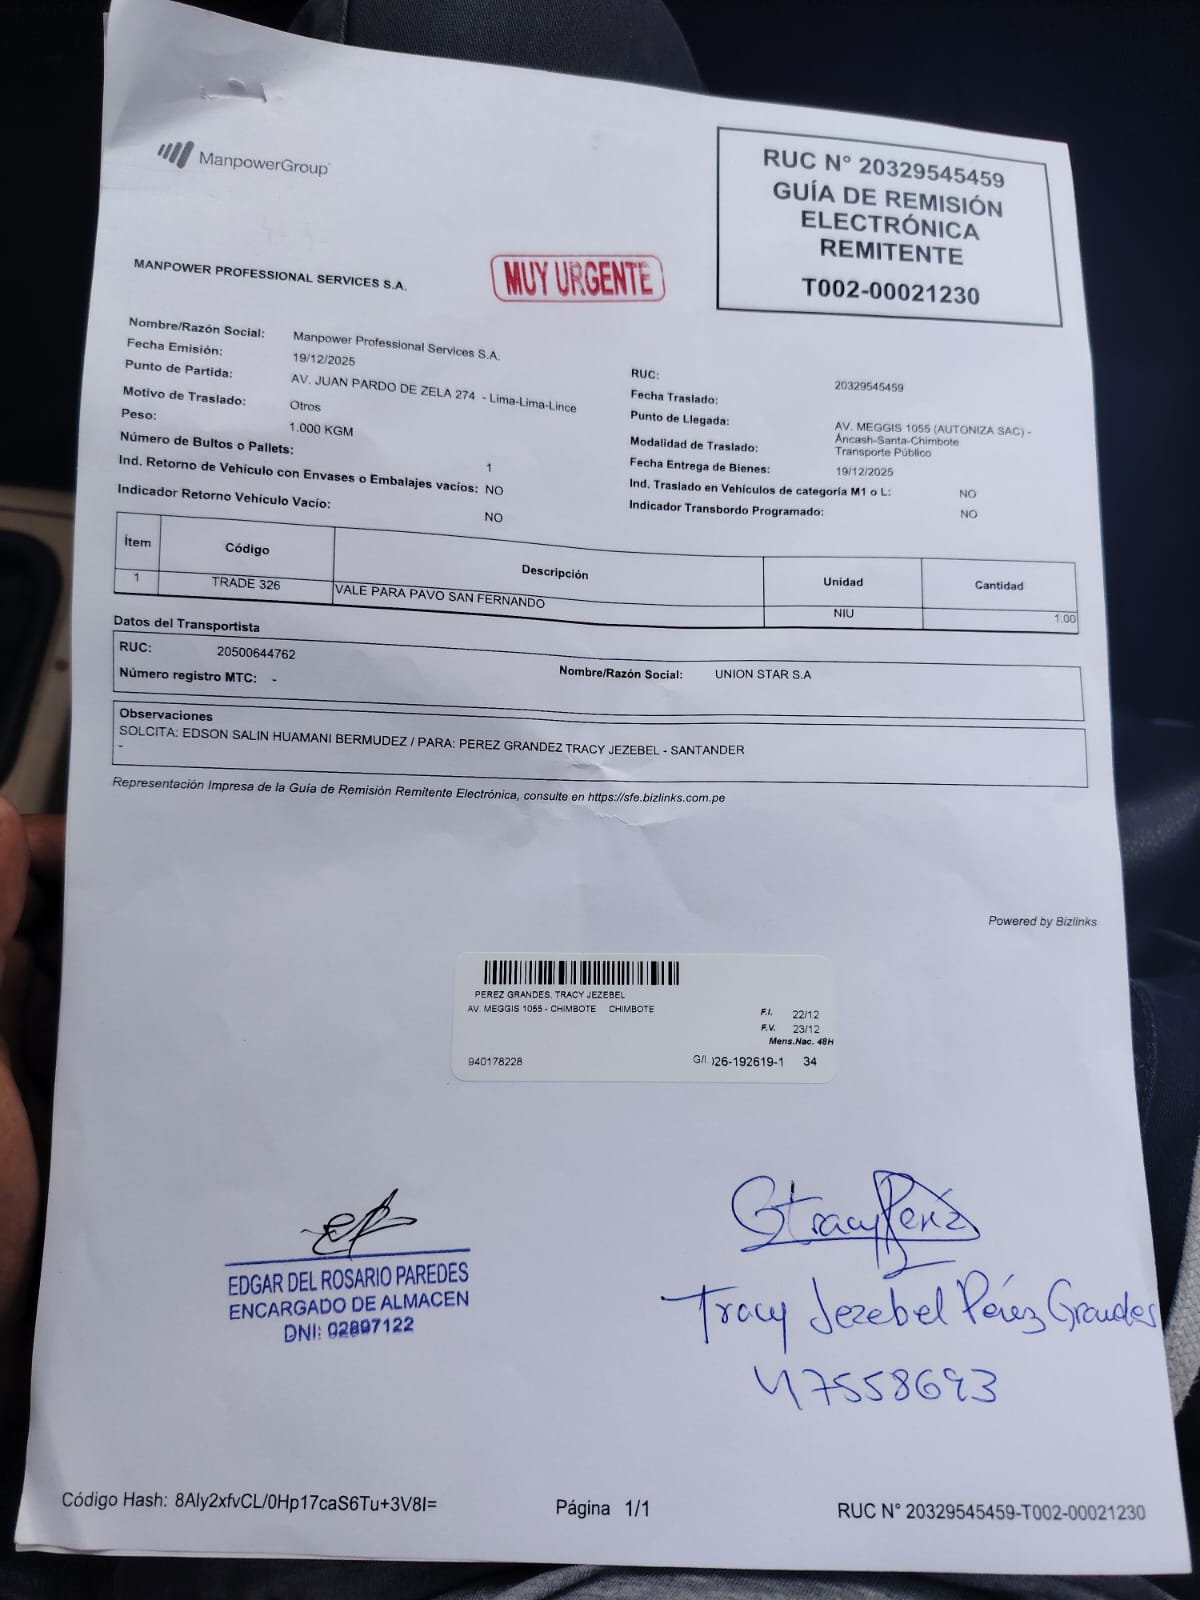 ManpowerGroup
RUC N° 20329545459
GUÍA DE REMISIÓN
ELECTRÓNICA
REMITENTE
T002-00021230
MANPOWER PROFESSIONAL SERVICES S.A.
MUY URGENTE
Nombre/Razón Social: Manpower Professional Services S.A.
Fecha Emisión: 19/12/2025
Punto de Partida: AV. JUAN PARDO DE ZELA 274 - Lima-Lima-Lince
Motivo de Traslado: Otros
Peso: 1.000 KGM
Número de Bultos o Pallets: 1
Ind. Retorno de Vehículo con Envases o Embalajes vacíos: NO
Indicador Retorno Vehículo Vacío: NO
RUC: 20329545459
Fecha Traslado:
Punto de Llegada: AV. MEGGIS 1055 (AUTONIZA SAC) -
Áncash-Santa-Chimbote
Modalidad de Traslado: Transporte Público
Fecha Entrega de Bienes: 19/12/2025
Ind. Traslado en Vehículos de categoría M1 o L: NO
Indicador Transbordo Programado: NO
Ítem Código Descripción Unidad Cantidad
1 TRADE 326 VALE PARA PAVO SAN FERNANDO NIU 1.00
Datos del Transportista
RUC: 20500644762
Nombre/Razón Social: UNION STAR S.A
Número registro MTC: -
Observaciones
SOLCITA: EDSON SALIN HUAMANI BERMUDEZ / PARA: PEREZ GRANDEZ TRACY JEZEBEL - SANTANDER
-
Representación Impresa de la Guía de Remisión Remitente Electrónica, consulte en https://sfe.bizlinks.com.pe
Powered by Bizlinks
PEREZ GRANDES, TRACY JEZEBEL
AV. MEGGIS 1055 - CHIMBOTE CHIMBOTE
F.I. 22/12
F.V. 23/12
Mens.Nac. 48H
940178228 G/I 026-192619-1 34
EDGAR DEL ROSARIO PAREDES
ENCARGADO DE ALMACEN
DNI: 02897122
Tracy Pérez
Tracy Jezebel Pérez Grandes
47558693
Código Hash: 8Aly2xfvCL/0Hp17caS6Tu+3V8I=
Página 1/1
RUC N° 20329545459-T002-00021230